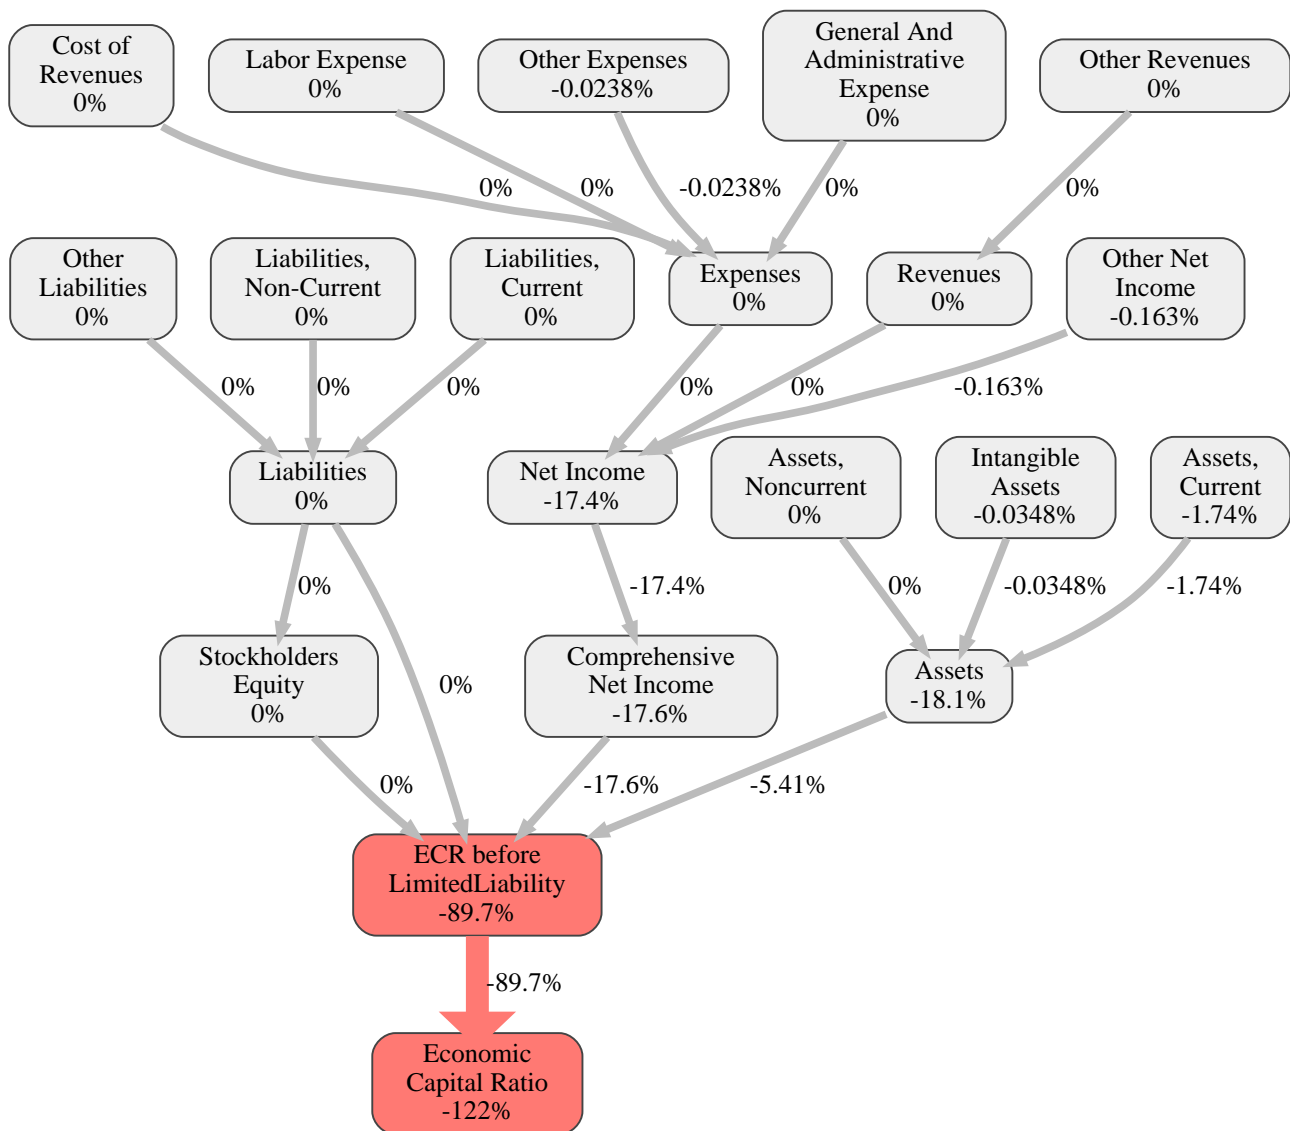 Cost of
Revenues
0%
Labor Expense
0%
Other Expenses
-0.0238%
General And
Administrative
Expense
0%
Other Revenues
0%
0%
0%
-0.0238%
0%
0%
Other
Liabilities
0%
Liabilities,
Non-Current
0%
Liabilities,
Current
0%
Expenses
0%
Revenues
0%
Other Net
Income
-0.163%
0%
0%
0%
0%
0%
-0.163%
Liabilities
0%
Net Income
-17.4%
Assets,
Noncurrent
0%
Intangible
Assets
-0.0348%
Assets,
Current
-1.74%
0%
-17.4%
0%
-0.0348%
-1.74%
Stockholders
Equity
0%
0%
Comprehensive
Net Income
-17.6%
Assets
-18.1%
0%
-17.6%
-5.41%
ECR before
LimitedLiability
-89.7%
-89.7%
Economic
Capital Ratio
-122%